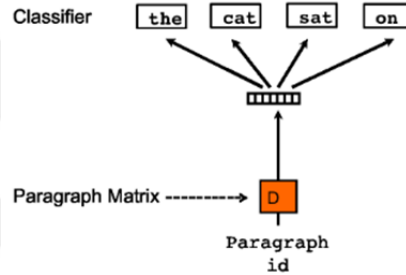 Classifier the cat sat on
Paragraph Matrix D
Paragraph
id